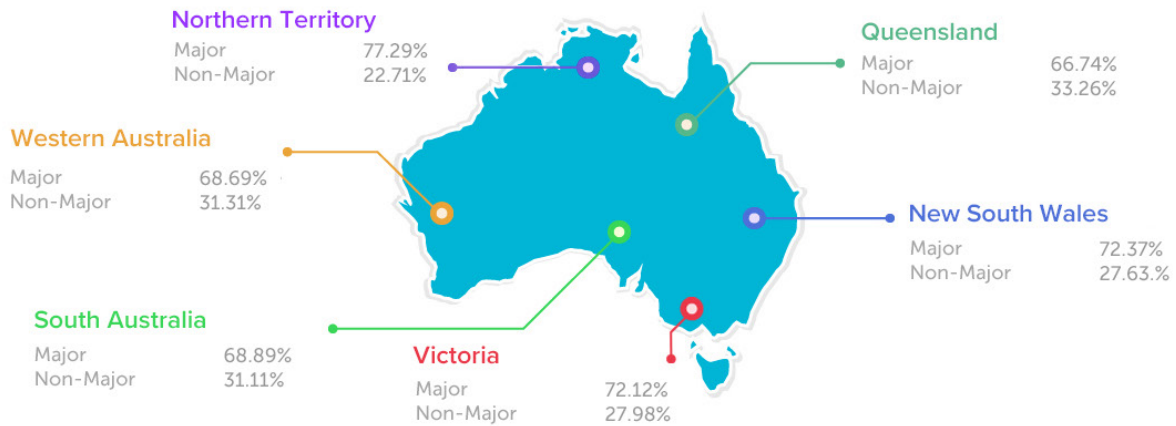 Northern Territory
Major 77.29%
Non-Major 22.71%
Queensland
Major 66.74%
Non-Major 33.26%
Western Australia
Major 68.69%
Non-Major 31.31%
New South Wales
Major 72.37%
Non-Major 27.63.%
South Australia
Major 68.89%
Non-Major 31.11%
Victoria
Major 72.12%
Non-Major 27.98%